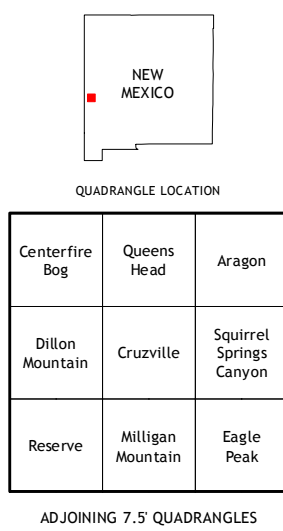 NEW
MEXICO
QUADRANGLE LOCATION
Centerfire
Bog
Queens
Head
Aragon
Dillon
Mountain
Cruzville
Squirrel
Springs
Canyon
Reserve
Milligan
Mountain
Eagle
Peak
ADJOINING 7.5' QUADRANGLES